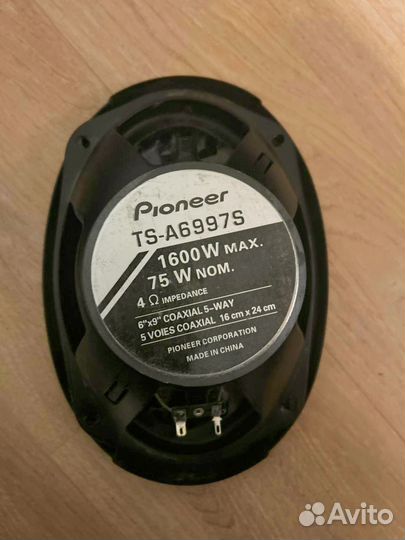 Pioneer
TS-A6997S
1600W MAX.
75 W NOM.
4 Ω IMPEDANCE
6"x9" COAXIAL 5-WAY
5 VOIES COAXIAL 16 cm x 24 cm
PIONEER CORPORATION
MADE IN CHINA
Avito